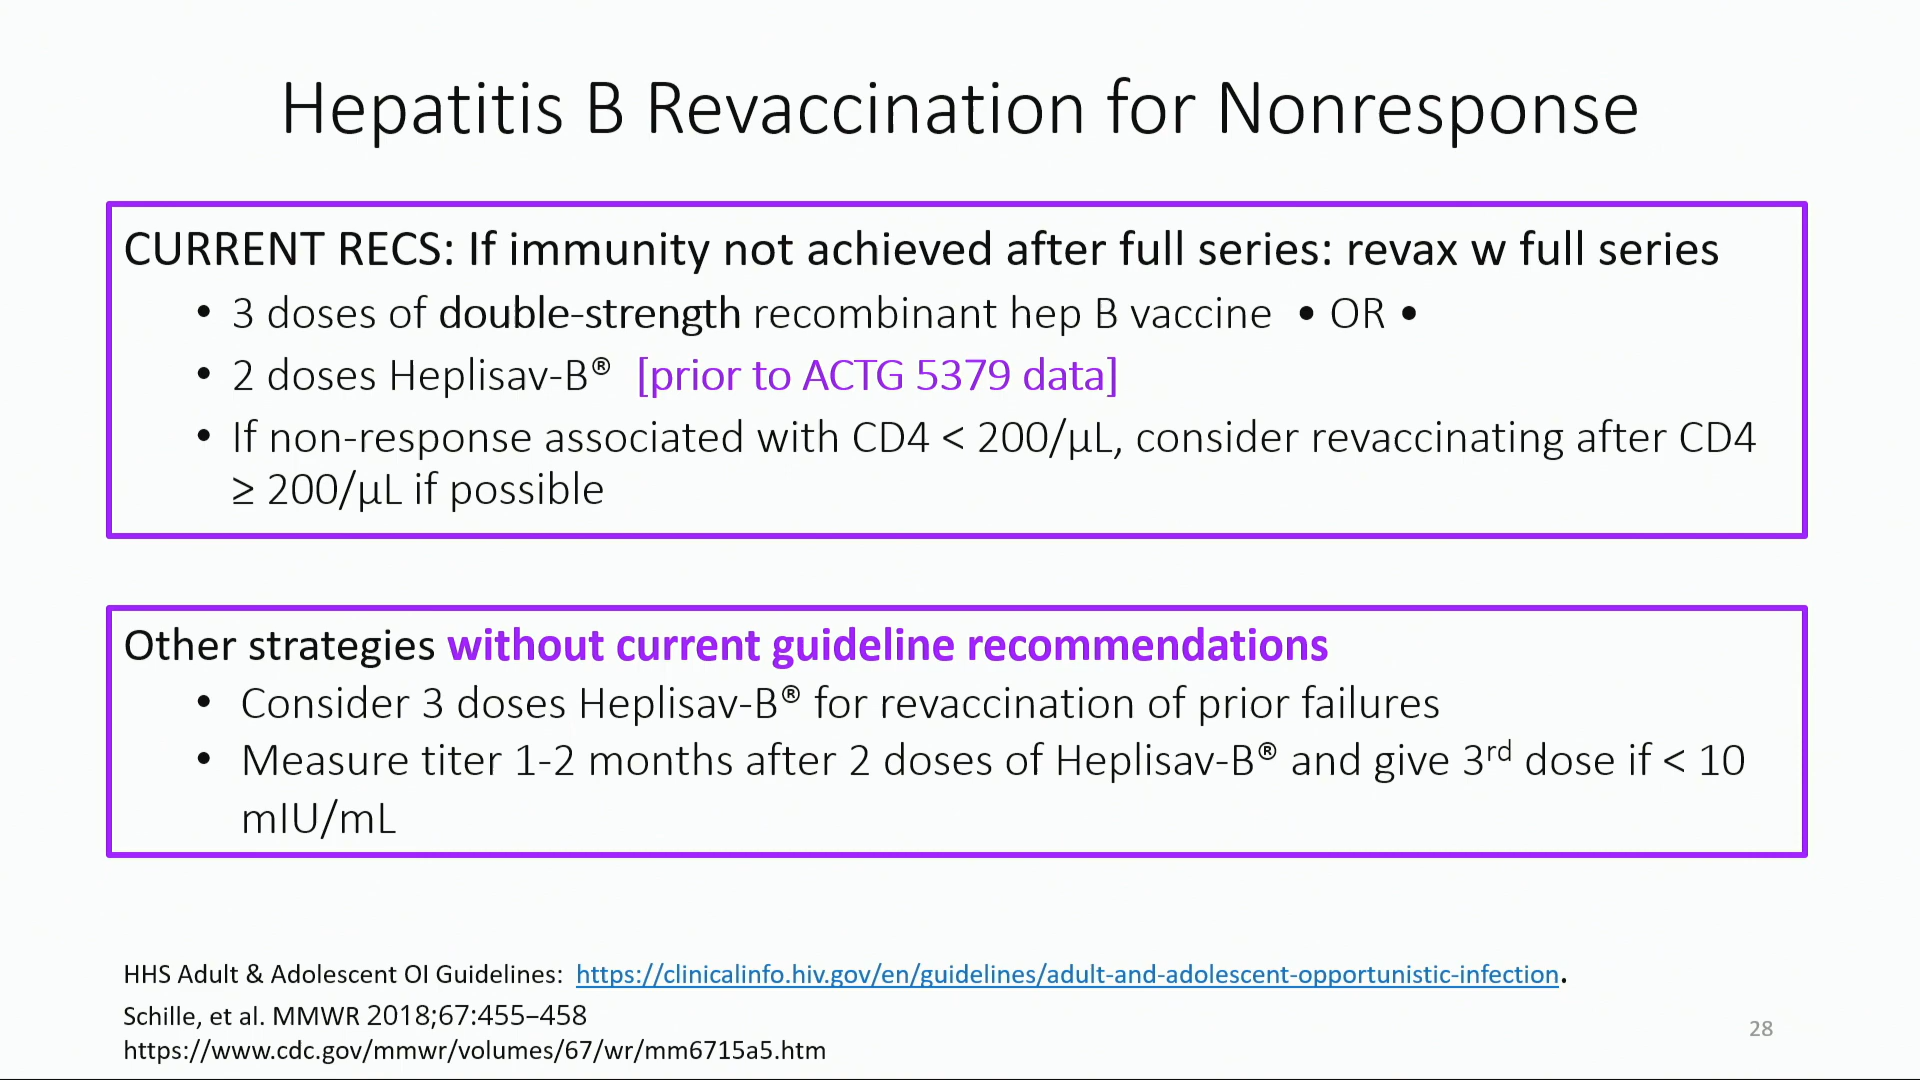 Hepatitis B Revaccination for Nonresponse
CURRENT RECS: If immunity not achieved after full series: revax w full series
• 3 doses of double-strength recombinant hep B vaccine • OR •
• 2 doses Heplisav-B® [prior to ACTG 5379 data]
• If non-response associated with CD4 < 200/µL, consider revaccinating after CD4
≥ 200/µL if possible
Other strategies without current guideline recommendations
• Consider 3 doses Heplisav-B® for revaccination of prior failures
• Measure titer 1-2 months after 2 doses of Heplisav-B® and give 3rd dose if < 10
mIU/mL
HHS Adult & Adolescent OI Guidelines: https://clinicalinfo.hiv.gov/en/guidelines/adult-and-adolescent-opportunistic-infection.
Schille, et al. MMWR 2018;67:455–458
https://www.cdc.gov/mmwr/volumes/67/wr/mm6715a5.htm
28